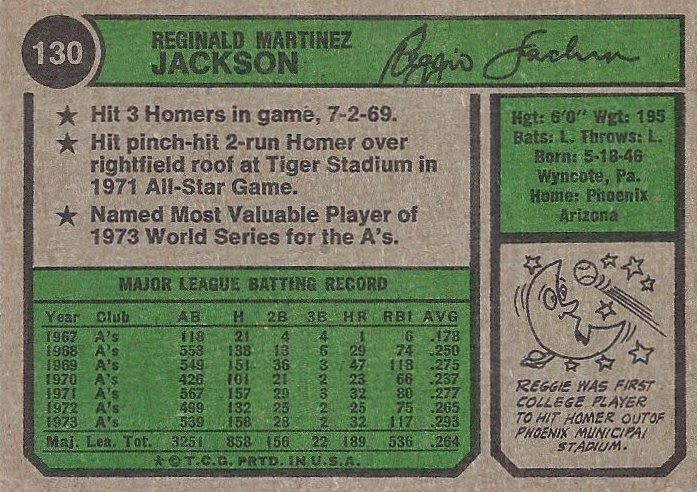 130
REGINALD MARTINEZ
JACKSON
Reggie Jackson
★ Hit 3 Homers in game, 7-2-69.
★ Hit pinch-hit 2-run Homer over
rightfield roof at Tiger Stadium in
1971 All-Star Game.
★ Named Most Valuable Player of
1973 World Series for the A's.
Hgt: 6'0" Wgt: 195
Bats: L. Throws: L.
Born: 5-18-46
Wyncote, Pa.
Home: Phoenix
Arizona
MAJOR LEAGUE BATTING RECORD
Year Club AB H 2B 3B HR RBI AVG
1967 A's 118 21 4 4 1 6 .178
1968 A's 553 138 13 6 29 74 .250
1969 A's 549 151 36 3 47 118 .275
1970 A's 426 101 21 2 23 66 .237
1971 A's 567 157 29 3 32 80 .277
1972 A's 499 132 25 2 25 75 .265
1973 A's 539 158 28 2 32 117 .293
Maj. Lea. Tot. 3251 858 156 22 189 536 .264
★ © T.C.G. PRTD. IN U.S.A.
REGGIE WAS FIRST
COLLEGE PLAYER
TO HIT HOMER OUT OF
PHOENIX MUNICIPAL
STADIUM.